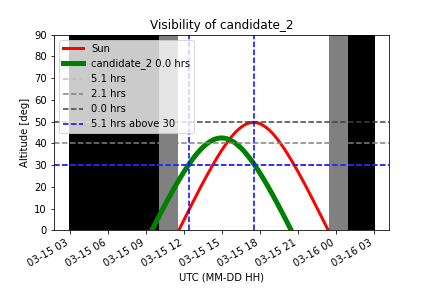 Visibility of candidate_2
Altitude [deg]
90
80
70
60
50
40
30
20
10
0
Sun
candidate_2 0.0 hrs
5.1 hrs
2.1 hrs
0.0 hrs
5.1 hrs above 30
03-15 03
03-15 06
03-15 09
03-15 12
03-15 15
03-15 18
03-15 21
03-16 00
03-16 03
UTC (MM-DD HH)